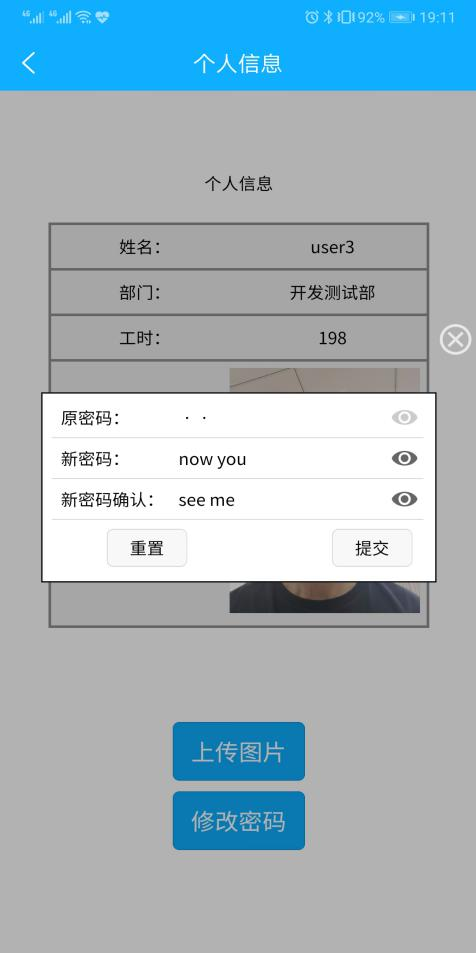 4G 4G 92% 19:11
个人信息
个人信息
姓名： user3
部门： 开发测试部
工时： 198
原密码： · ·
新密码： now you
新密码确认： see me
重置 提交
上传图片
修改密码